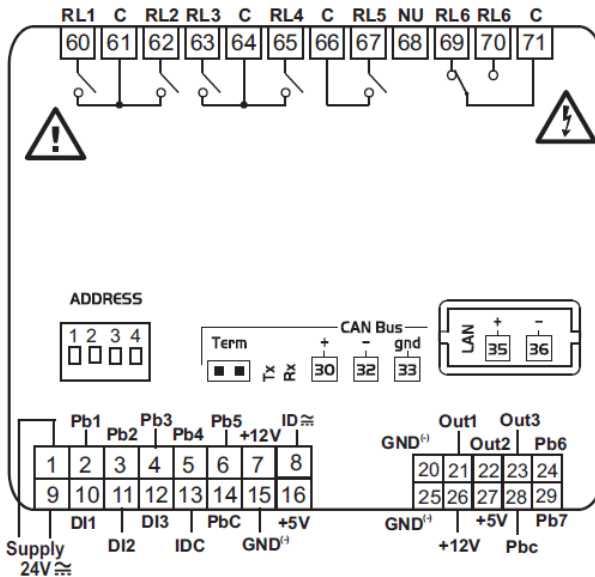 RL1 C RL2 RL3 C RL4 C RL5 NU RL6 RL6 C
60 61 62 63 64 65 66 67 68 69 70 71
ADDRESS
1 2 3 4
CAN Bus
Term Tx Rx + - gnd
30 32 33
LAN + -
35 36
Pb1 Pb3 Pb5 ID≂
Pb2 Pb4 +12V
1 2 3 4 5 6 7 8
9 10 11 12 13 14 15 16
DI1 DI3 PbC +5V
DI2 IDC GND(-)
Supply
24V≂
Out1 Out3
GND(-) Out2 Pb6
20 21 22 23 24
25 26 27 28 29
GND(-) +5V Pb7
+12V Pbc